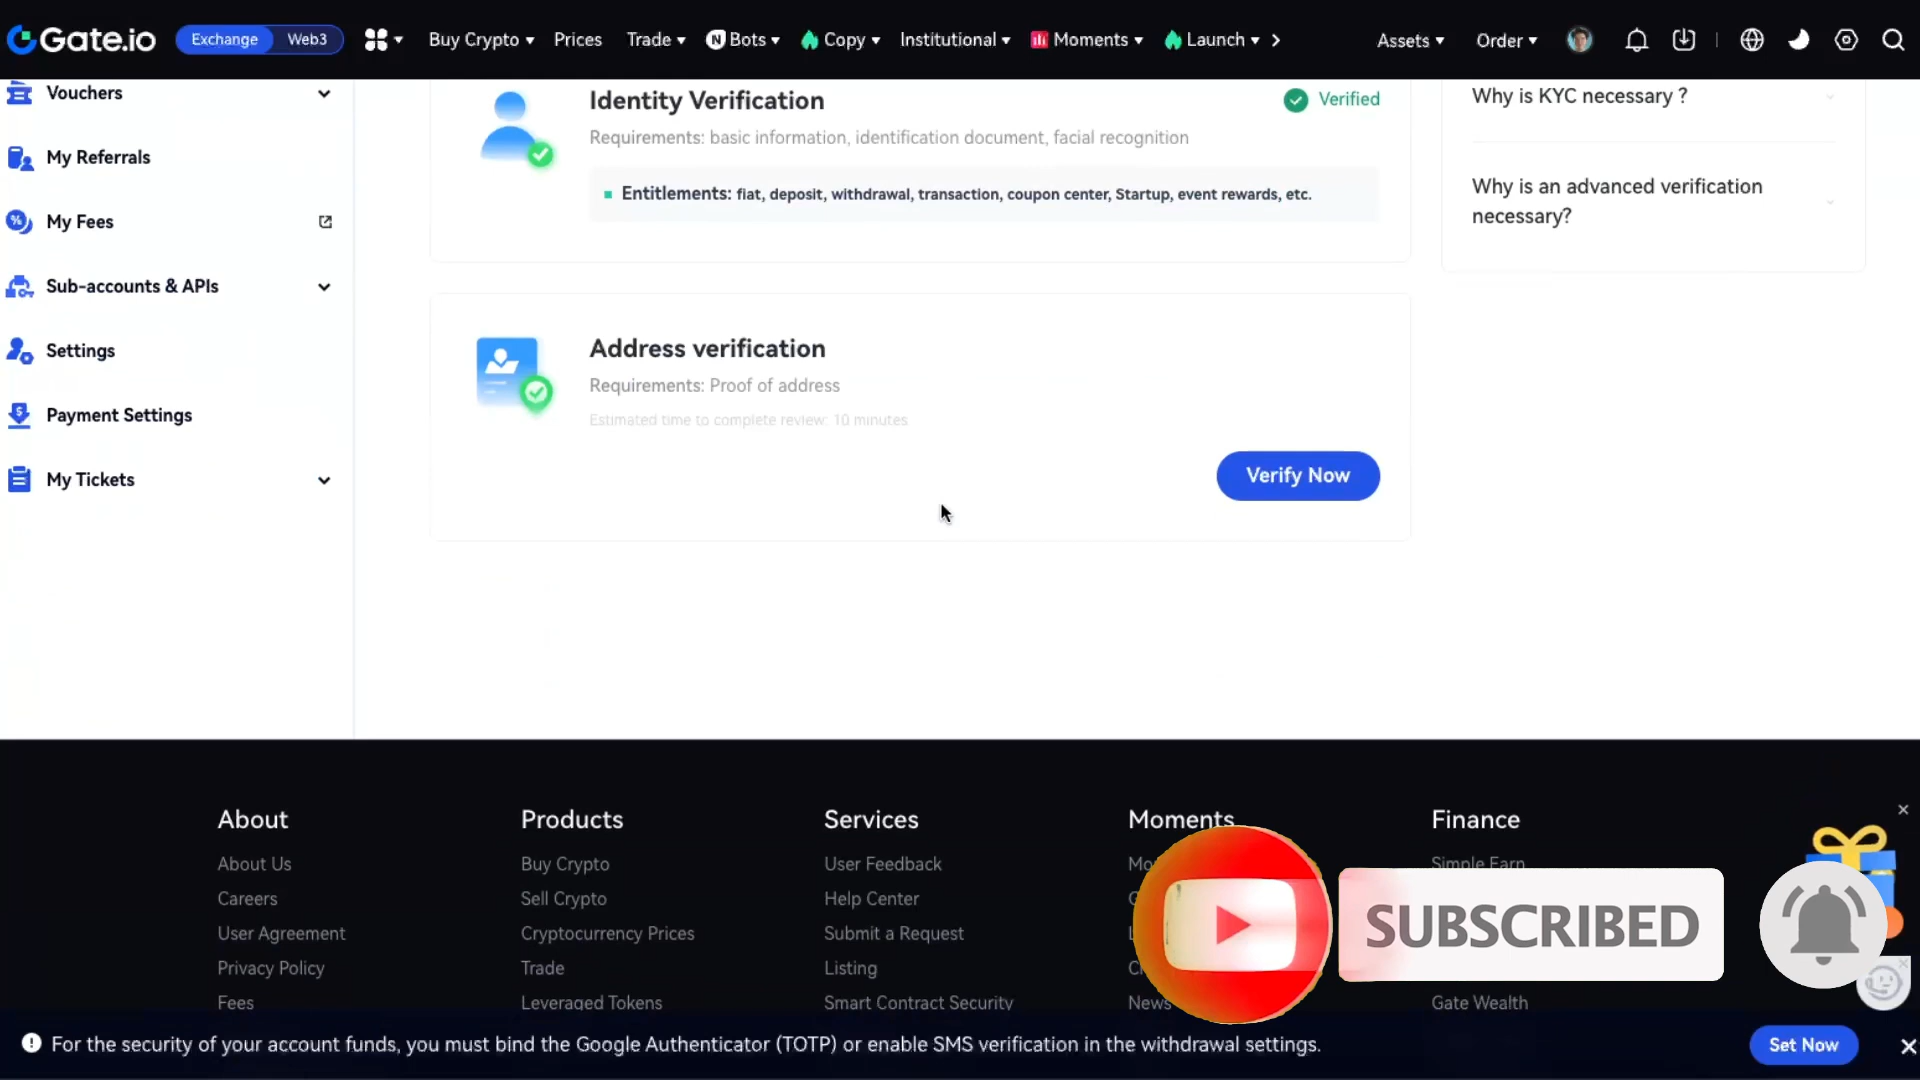 Gate.io
Exchange
Web3
Buy Crypto
Prices
Trade
Bots
Copy
Institutional
Moments
Launch
Assets
Order
Vouchers
My Referrals
My Fees
Sub-accounts & APIs
Settings
Payment Settings
My Tickets
Identity Verification
Verified
Requirements: basic information, identification document, facial recognition
Entitlements: fiat, deposit, withdrawal, transaction, coupon center, Startup, event rewards, etc.
Address verification
Requirements: Proof of address
Estimated time to complete review: 10 minutes
Verify Now
Why is KYC necessary ?
Why is an advanced verification
necessary?
About
About Us
Careers
User Agreement
Privacy Policy
Fees
Products
Buy Crypto
Sell Crypto
Cryptocurrency Prices
Trade
Leveraged Tokens
Services
User Feedback
Help Center
Submit a Request
Listing
Smart Contract Security
Moments
News
Finance
Simple Earn
Gate Wealth
SUBSCRIBED
For the security of your account funds, you must bind the Google Authenticator (TOTP) or enable SMS verification in the withdrawal settings.
Set Now